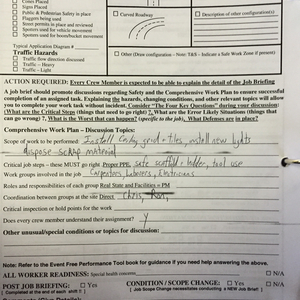 Cones Placed
Signs Placed
Public & Pedestrian Safety in place
Flaggers being used
Street permits in place and reviewed
Spotters used for vehicle movement
Spotters used for boom/bucket movement
Curved Roadway
Description of other configuration(s):
Typical Application Diagram #
Traffic Hazards
Traffic flow direction discussed
Traffic – Heavy
Traffic - Light
Other (Draw configuration – Note: T&S – Indicate a Safe Work Zone if present)
ACTION REQUIRED: Every Crew Member is expected to be able to explain the detail of the Job Briefing
A job brief should promote discussions regarding Safety and the Comprehensive Work Plan to ensure successful
completion of an assigned task. Explaining the hazards, changing conditions, and other relevant topics will allow
you to complete your work task without incident. Consider "The Four Key Questions" during your discussion:
(What are the) Critical Steps (things that need to go right) ?, What are the Error Likely Situations (things that can
go wrong) ?, What is the Worst that can happen? (specific to the job), What Defenses are in place?
Comprehensive Work Plan – Discussion Topics:
Scope of work to be performed: Install Ceiling grid + tiles, install new lights
- dispose scrap material
Critical job steps – these MUST go right Proper PPE, safe scaffold + ladder, tool use
Work groups involved in the job Carpenters, Laborers, Electricians
Roles and responsibilities of each group Real State and Facilities = PM
Coordination between groups at the site Direct Chris,
Critical inspection or hold points for the work
Does every crew member understand their assignment? Y
Other unusual/special conditions or topics for discussion:
Note: Refer to the Event Free Performance Tool book for guidance if you need help answering the above.
ALL WORKER READINESS: Special health concerns N/A
POST JOB BRIEFING: Yes CONDITION / SCOPE CHANGE: Yes N/A
(Completed at the end of each shift) (Job Scope Change necessitates conducting a NEW Job Brief)